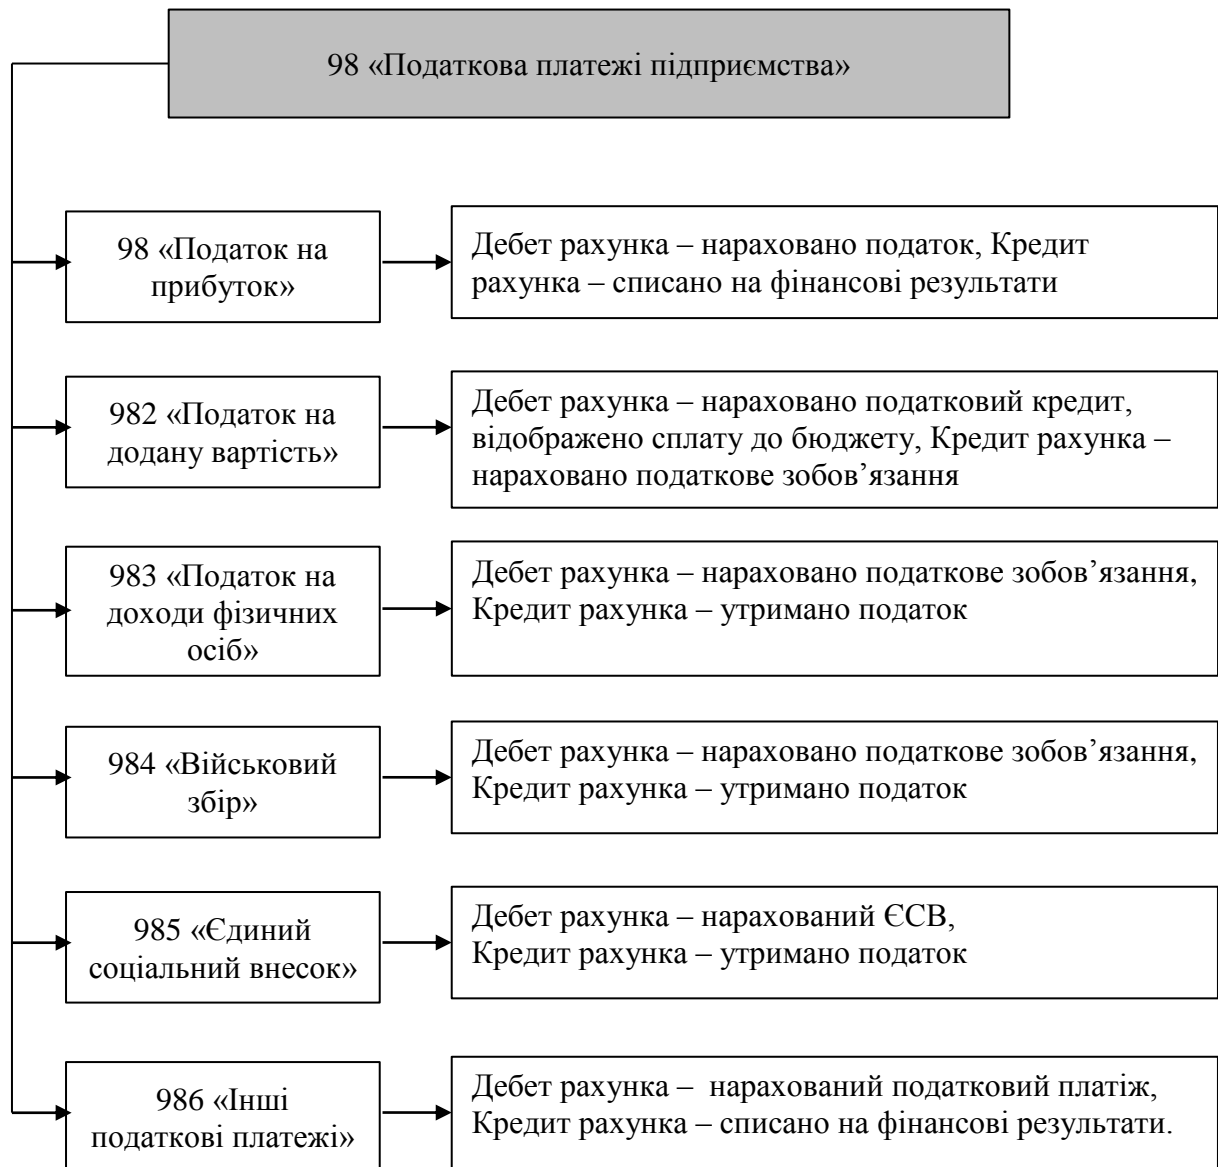 98 «Податкова платежі підприємства»
98 «Податок на
прибуток»
Дебет рахунка – нараховано податок, Кредит
рахунка – списано на фінансові результати
982 «Податок на
додану вартість»
Дебет рахунка – нараховано податковий кредит,
відображено сплату до бюджету, Кредит рахунка –
нараховано податкове зобов’язання
983 «Податок на
доходи фізичних
осіб»
Дебет рахунка – нараховано податкове зобов’язання,
Кредит рахунка – утримано податок
984 «Військовий
збір»
Дебет рахунка – нараховано податкове зобов’язання,
Кредит рахунка – утримано податок
985 «Єдиний
соціальний внесок»
Дебет рахунка – нарахований ЄСВ,
Кредит рахунка – утримано податок
986 «Інші
податкові платежі»
Дебет рахунка – нарахований податковий платіж,
Кредит рахунка – списано на фінансові результати.